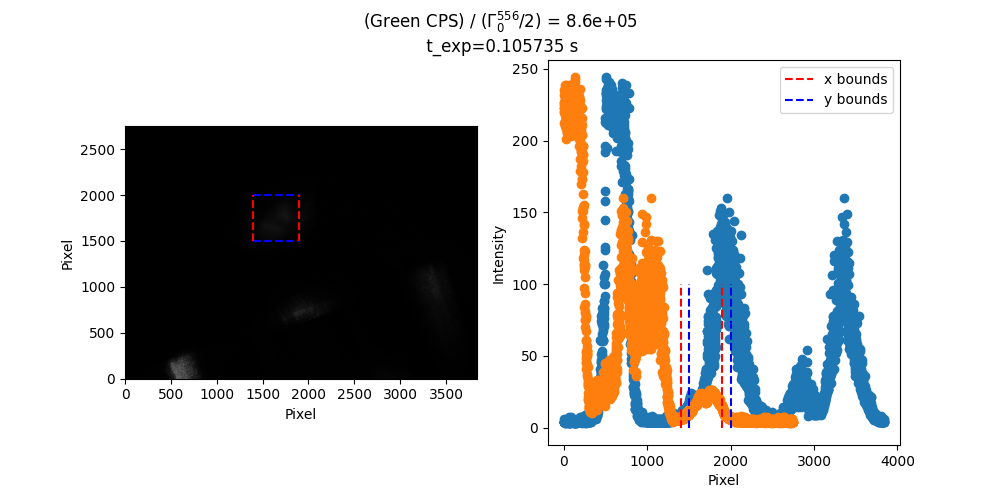 (Green CPS) / (Γ₀⁵⁵⁶/2) = 8.6e+05
t_exp=0.105735 s
2500
2000
1500
1000
500
0
Pixel
0 500 1000 1500 2000 2500 3000 3500
Pixel
250
200
150
100
50
0
Intensity
x bounds
y bounds
0 1000 2000 3000 4000
Pixel